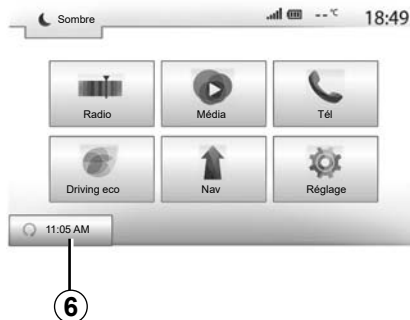 Sombre
--°C 18:49
Radio Média Tél
Driving eco Nav Réglage
11:05 AM
6